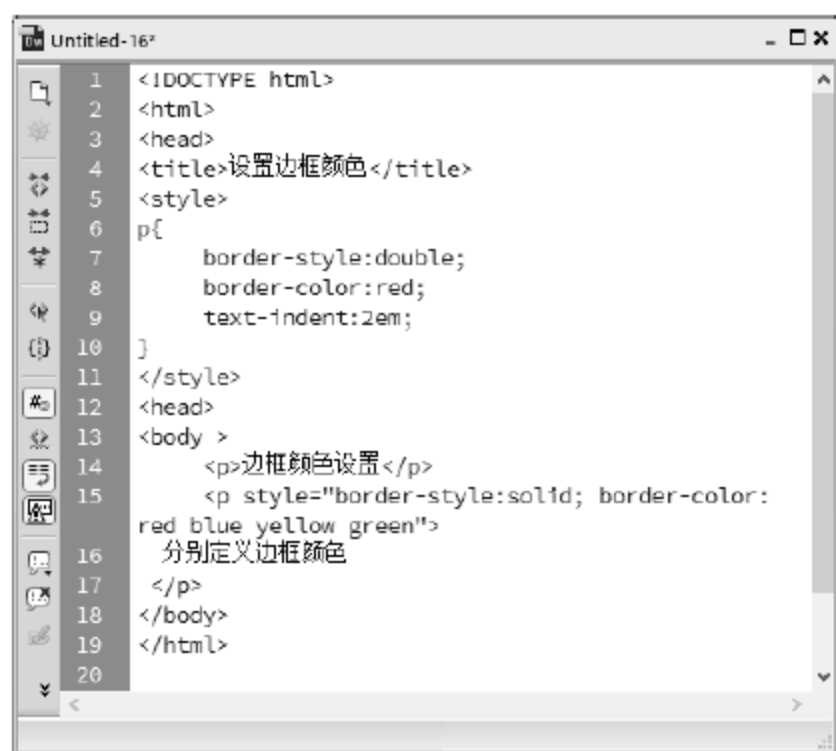 Untitled-16*
1 <!DOCTYPE html>
2 <html>
3 <head>
4 <title>设置边框颜色</title>
5 <style>
6 p{
7 border-style:double;
8 border-color:red;
9 text-indent:2em;
10 }
11 </style>
12 <head>
13 <body >
14 <p>边框颜色设置</p>
15 <p style="border-style:solid; border-color:
red blue yellow green">
16 分别定义边框颜色
17 </p>
18 </body>
19 </html>
20